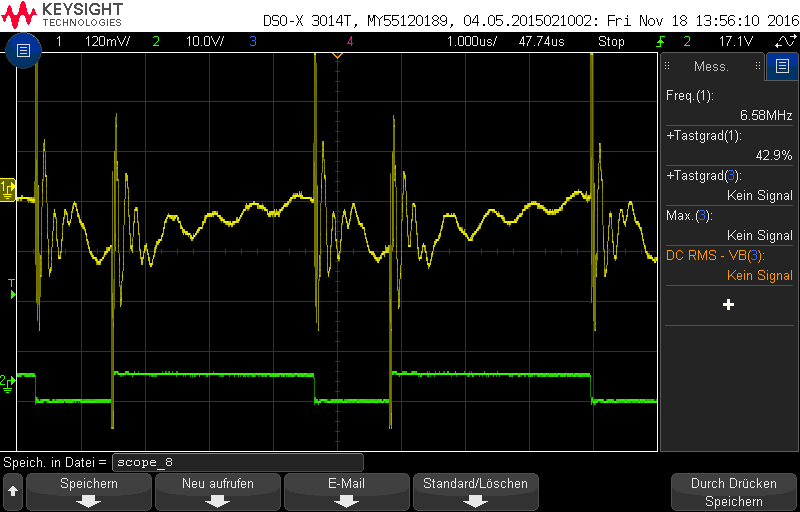 KEYSIGHT
TECHNOLOGIES
DSO-X 3014T, MY55120189, 04.05.2015021002: Fri Nov 18 13:56:10 2016
1 120mV/ 2 10.0V/ 3 4 1.000us/ 47.74us Stop 2 17.1V
Mess.
Freq.(1):
6.58MHz
+Tastgrad(1):
42.9%
+Tastgrad(3):
Kein Signal
Max.(3):
Kein Signal
DC RMS - VB(3):
Kein Signal
+
1
T
2
Speich. in Datei = scope_8
Speichern
Neu aufrufen
E-Mail
Standard/Löschen
Durch Drücken
Speichern